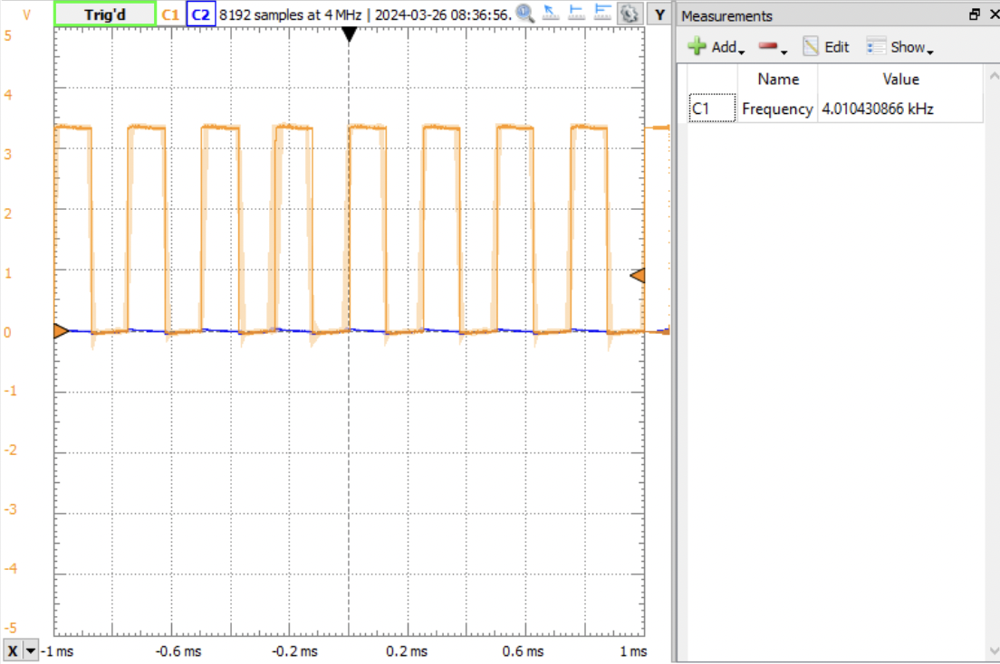 V Trig'd C1 C2 8192 samples at 4 MHz | 2024-03-26 08:36:56. Y
5
4
3
2
1
0
-1
-2
-3
-4
-5
X -1 ms -0.6 ms -0.2 ms 0.2 ms 0.6 ms 1 ms
Measurements
Add Edit Show
Name Value
C1 Frequency 4.010430866 kHz